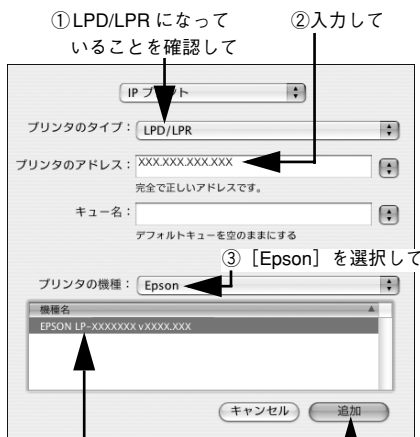 ①LPD/LPR になって
いることを確認して
②入力して
IP プリント
プリンタのタイプ：
LPD/LPR
プリンタのアドレス：
XXX.XXX.XXX.XXX
完全で正しいアドレスです。
キュー名：
デフォルトキューを空のままにする
③［Epson］を選択して
プリンタの機種：
Epson
機種名
EPSON LP-XXXXXXX vXXXX.XXX
キャンセル
追加